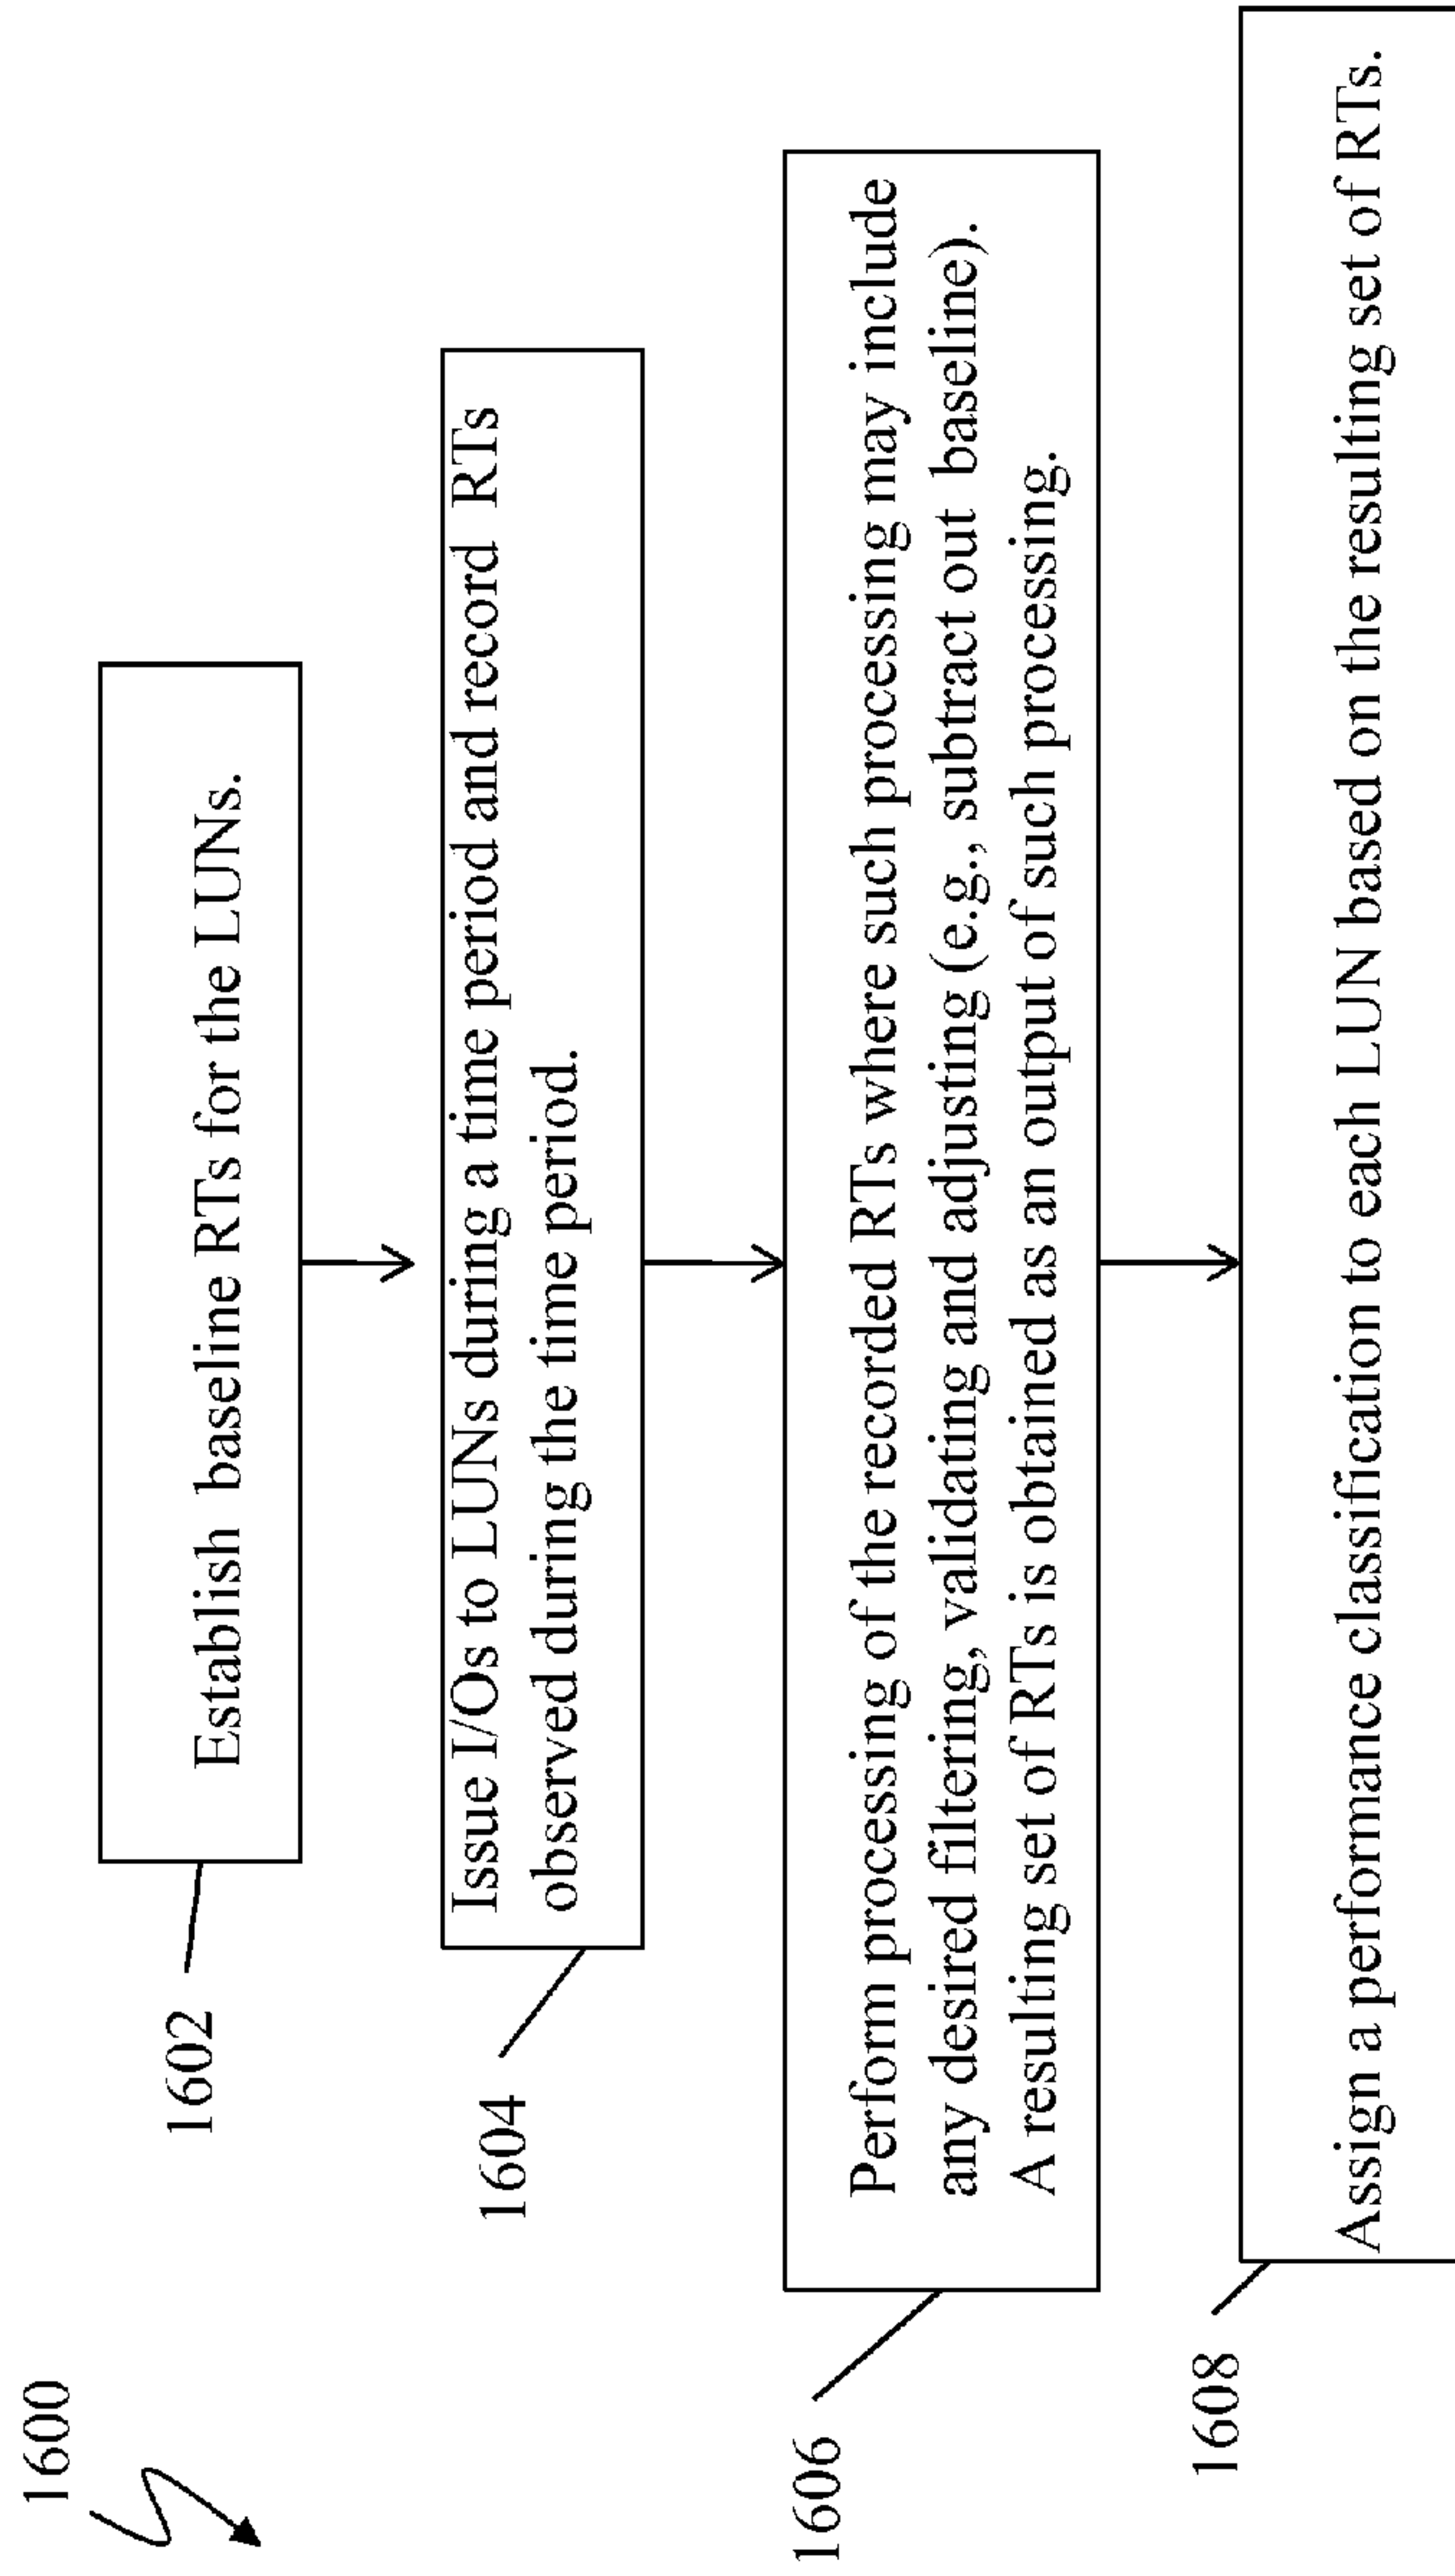 1600
1602
Establish baseline RTs for the LUNs.
1604
Issue I/Os to LUNs during a time period and record RTs
observed during the time period.
1606
Perform processing of the recorded RTs where such processing may include
any desired filtering, validating and adjusting (e.g., subtract out baseline).
A resulting set of RTs is obtained as an output of such processing.
1608
Assign a performance classification to each LUN based on the resulting set of RTs.